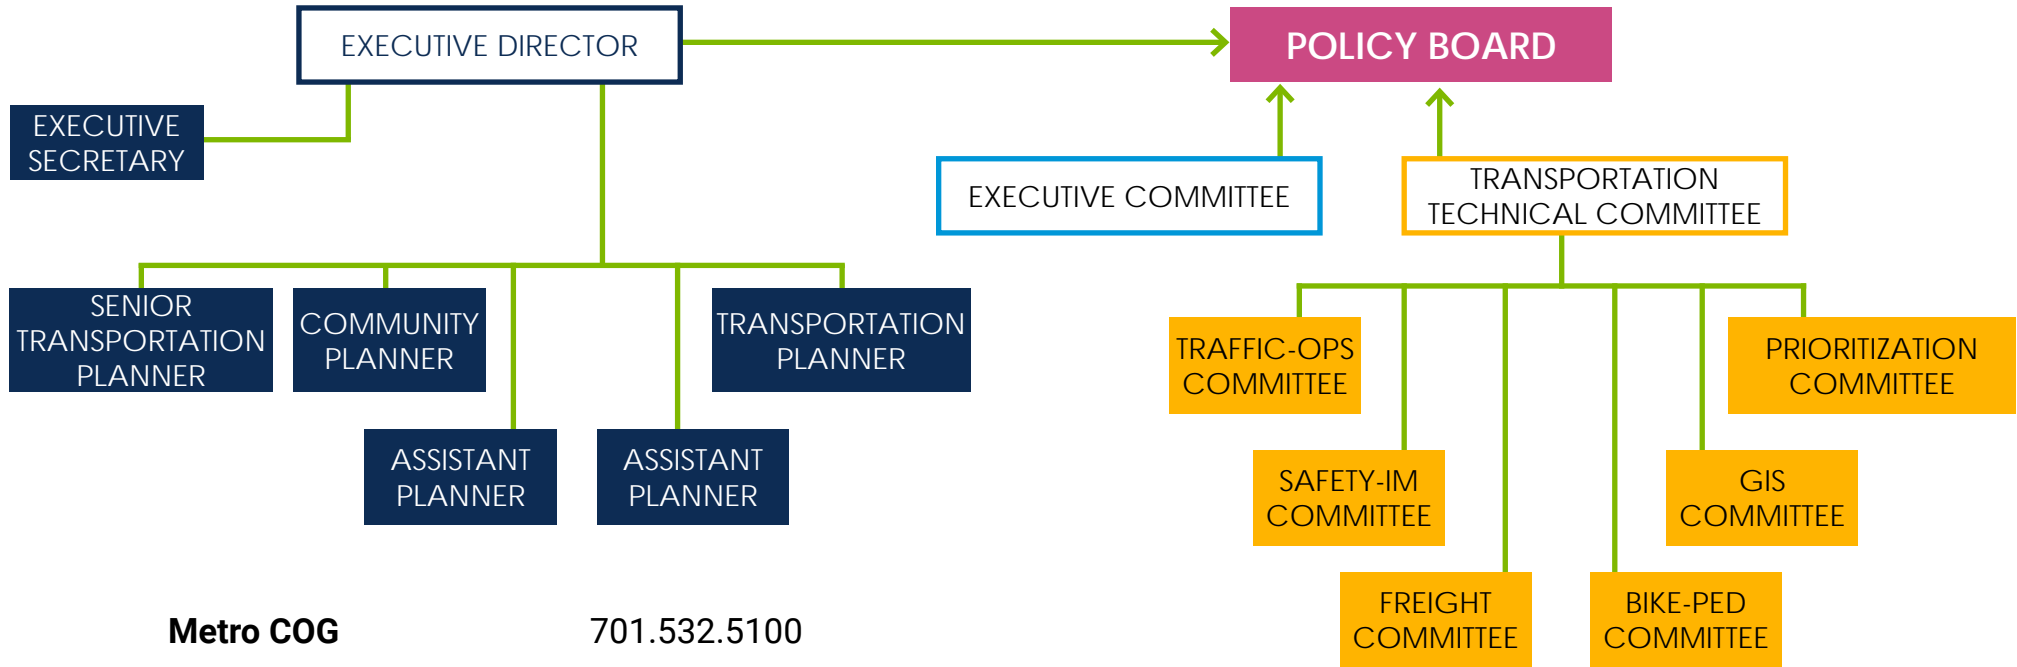 EXECUTIVE DIRECTOR
POLICY BOARD
EXECUTIVE
SECRETARY
EXECUTIVE COMMITTEE
TRANSPORTATION
TECHNICAL COMMITTEE
SENIOR
TRANSPORTATION
PLANNER
COMMUNITY
PLANNER
TRANSPORTATION
PLANNER
ASSISTANT
PLANNER
ASSISTANT
PLANNER
TRAFFIC-OPS
COMMITTEE
PRIORITIZATION
COMMITTEE
SAFETY-IM
COMMITTEE
GIS
COMMITTEE
FREIGHT
COMMITTEE
BIKE-PED
COMMITTEE
Metro COG
701.532.5100